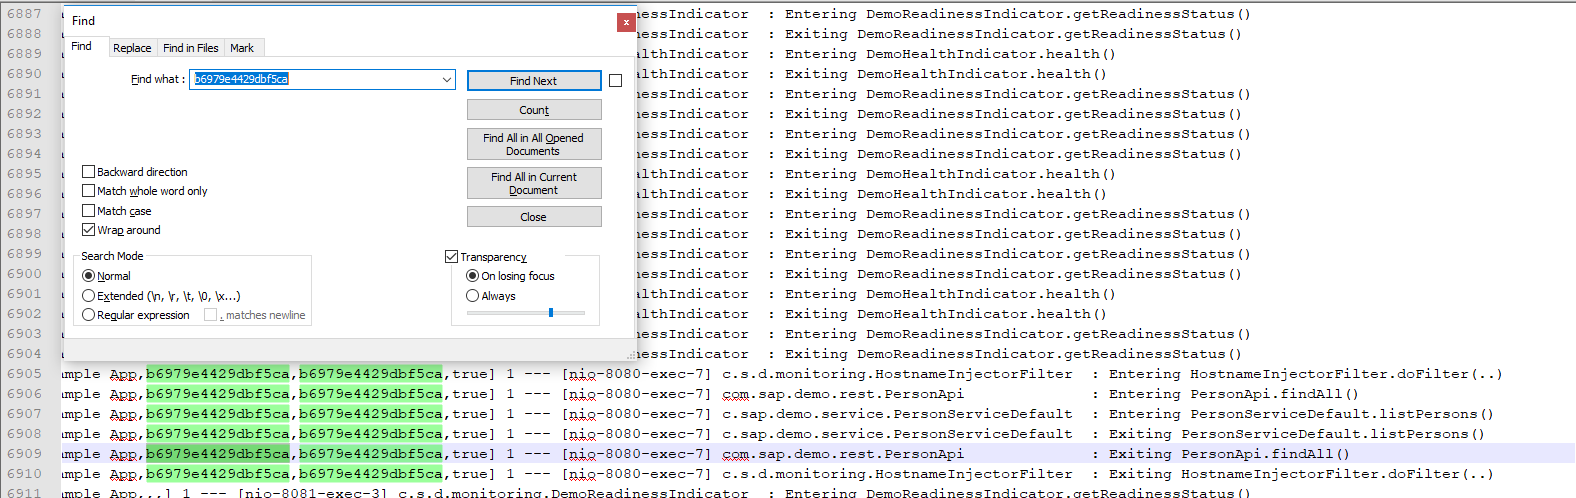 Find
x
Find Replace Find in Files Mark
Find what : b6979e4429dbf5ca Find Next
Count
Find All in All Opened
Documents
Find All in Current
Document
Close
Backward direction
Match whole word only
Match case
Wrap around
Search Mode
Normal
Extended (\n, \r, \t, \0, \x...)
Regular expression . matches newline
Transparency
On losing focus
Always
6887 essIndicator : Entering DemoReadinessIndicator.getReadinessStatus()
6888 essIndicator : Exiting DemoReadinessIndicator.getReadinessStatus()
6889 lthIndicator : Entering DemoHealthIndicator.health()
6890 lthIndicator : Exiting DemoHealthIndicator.health()
6891 essIndicator : Entering DemoReadinessIndicator.getReadinessStatus()
6892 essIndicator : Exiting DemoReadinessIndicator.getReadinessStatus()
6893 essIndicator : Entering DemoReadinessIndicator.getReadinessStatus()
6894 essIndicator : Exiting DemoReadinessIndicator.getReadinessStatus()
6895 lthIndicator : Entering DemoHealthIndicator.health()
6896 lthIndicator : Exiting DemoHealthIndicator.health()
6897 essIndicator : Entering DemoReadinessIndicator.getReadinessStatus()
6898 essIndicator : Exiting DemoReadinessIndicator.getReadinessStatus()
6899 essIndicator : Entering DemoReadinessIndicator.getReadinessStatus()
6900 essIndicator : Exiting DemoReadinessIndicator.getReadinessStatus()
6901 lthIndicator : Entering DemoHealthIndicator.health()
6902 lthIndicator : Exiting DemoHealthIndicator.health()
6903 essIndicator : Entering DemoReadinessIndicator.getReadinessStatus()
6904 essIndicator : Exiting DemoReadinessIndicator.getReadinessStatus()
6905 ample App,b6979e4429dbf5ca,b6979e4429dbf5ca,true] 1 --- [nio-8080-exec-7] c.s.d.monitoring.HostnameInjectorFilter : Entering HostnameInjectorFilter.doFilter(..)
6906 ample App,b6979e4429dbf5ca,b6979e4429dbf5ca,true] 1 --- [nio-8080-exec-7] com.sap.demo.rest.PersonApi : Entering PersonApi.findAll()
6907 ample App,b6979e4429dbf5ca,b6979e4429dbf5ca,true] 1 --- [nio-8080-exec-7] c.sap.demo.service.PersonServiceDefault : Entering PersonServiceDefault.listPersons()
6908 ample App,b6979e4429dbf5ca,b6979e4429dbf5ca,true] 1 --- [nio-8080-exec-7] c.sap.demo.service.PersonServiceDefault : Exiting PersonServiceDefault.listPersons()
6909 ample App,b6979e4429dbf5ca,b6979e4429dbf5ca,true] 1 --- [nio-8080-exec-7] com.sap.demo.rest.PersonApi : Exiting PersonApi.findAll()
6910 ample App,b6979e4429dbf5ca,b6979e4429dbf5ca,true] 1 --- [nio-8080-exec-7] c.s.d.monitoring.HostnameInjectorFilter : Exiting HostnameInjectorFilter.doFilter(..)
6911 ample App,,,] 1 --- [nio-8081-exec-3] c.s.d.monitoring.DemoReadinessIndicator : Entering DemoReadinessIndicator.getReadinessStatus()